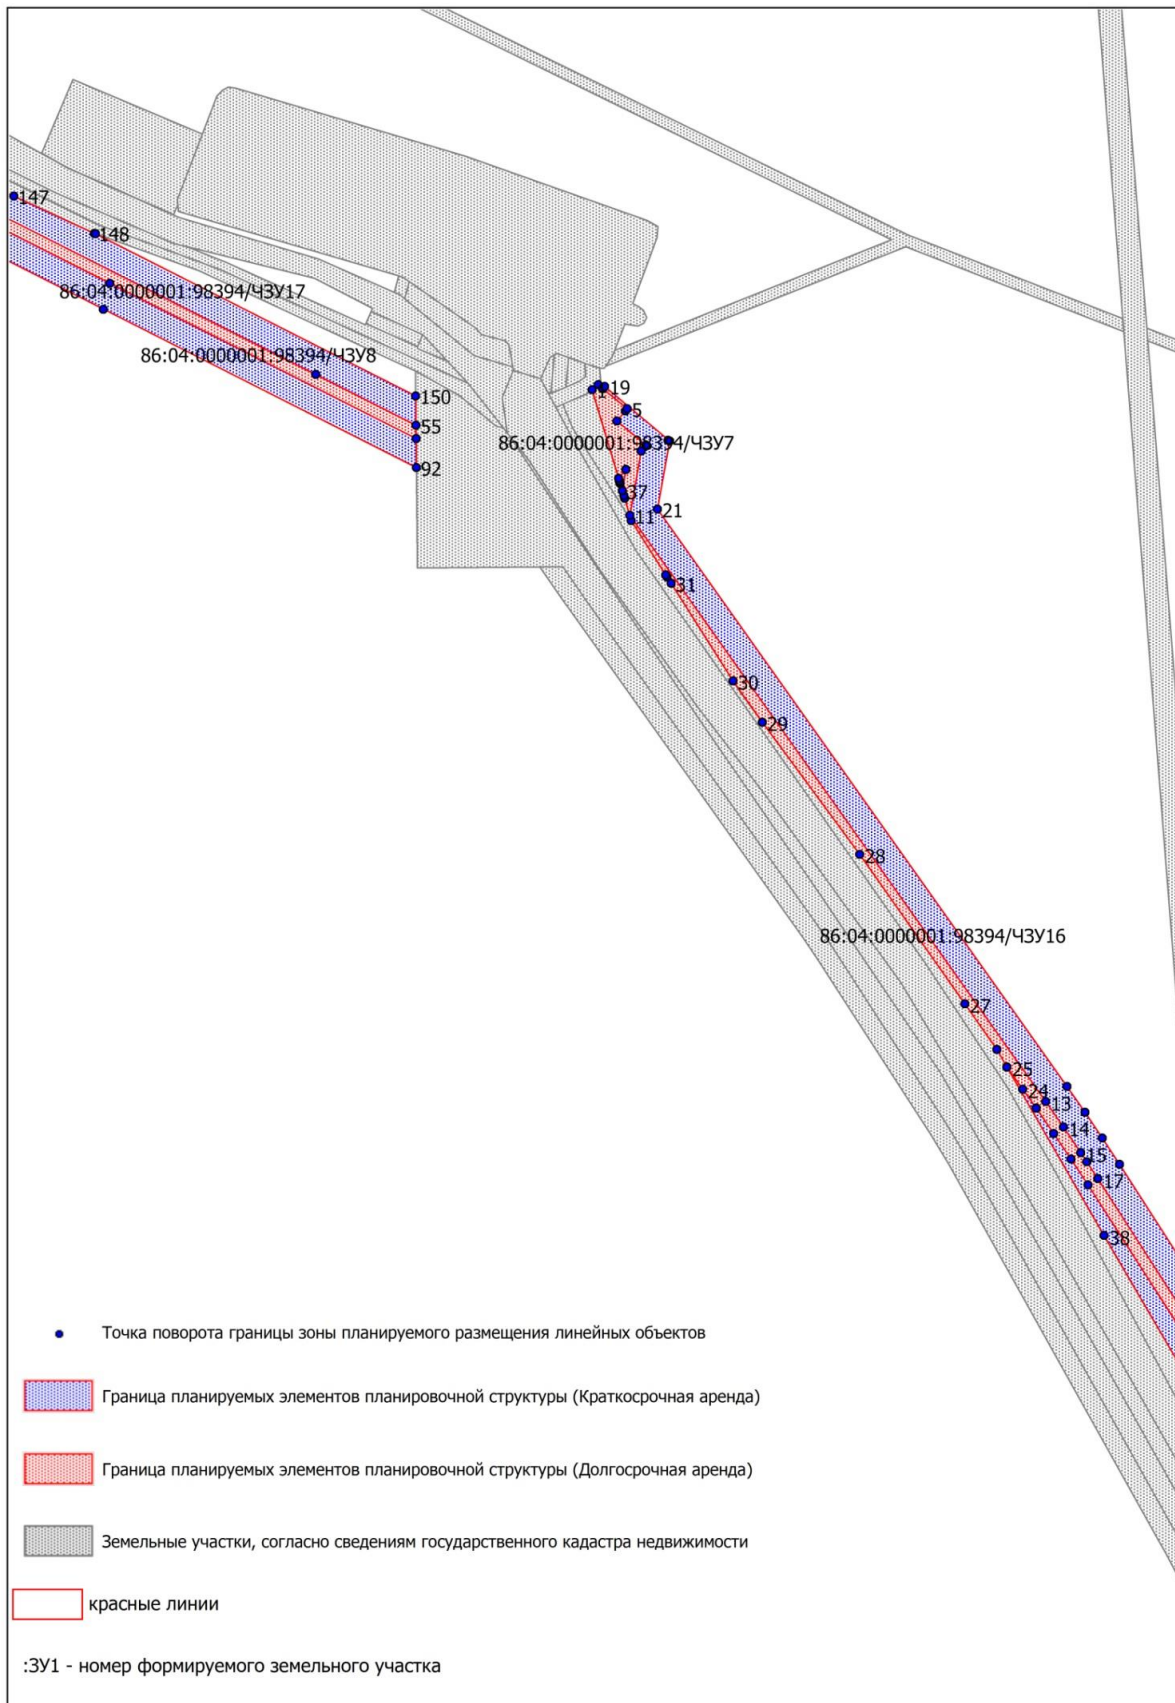 147
148
86:04:0000001:98394/ЧЗУ17
86:04:0000001:98394/ЧЗУ8
150
19
1
5
55
86:04:0000001:98394/ЧЗУ7
92
37
21
11
31
30
29
28
86:04:0000001:98394/ЧЗУ16
27
25
24
13
14
15
17
38
Точка поворота границы зоны планируемого размещения линейных объектов
Граница планируемых элементов планировочной структуры (Краткосрочная аренда)
Граница планируемых элементов планировочной структуры (Долгосрочная аренда)
Земельные участки, согласно сведениям государственного кадастра недвижимости
красные линии
:ЗУ1 - номер формируемого земельного участка